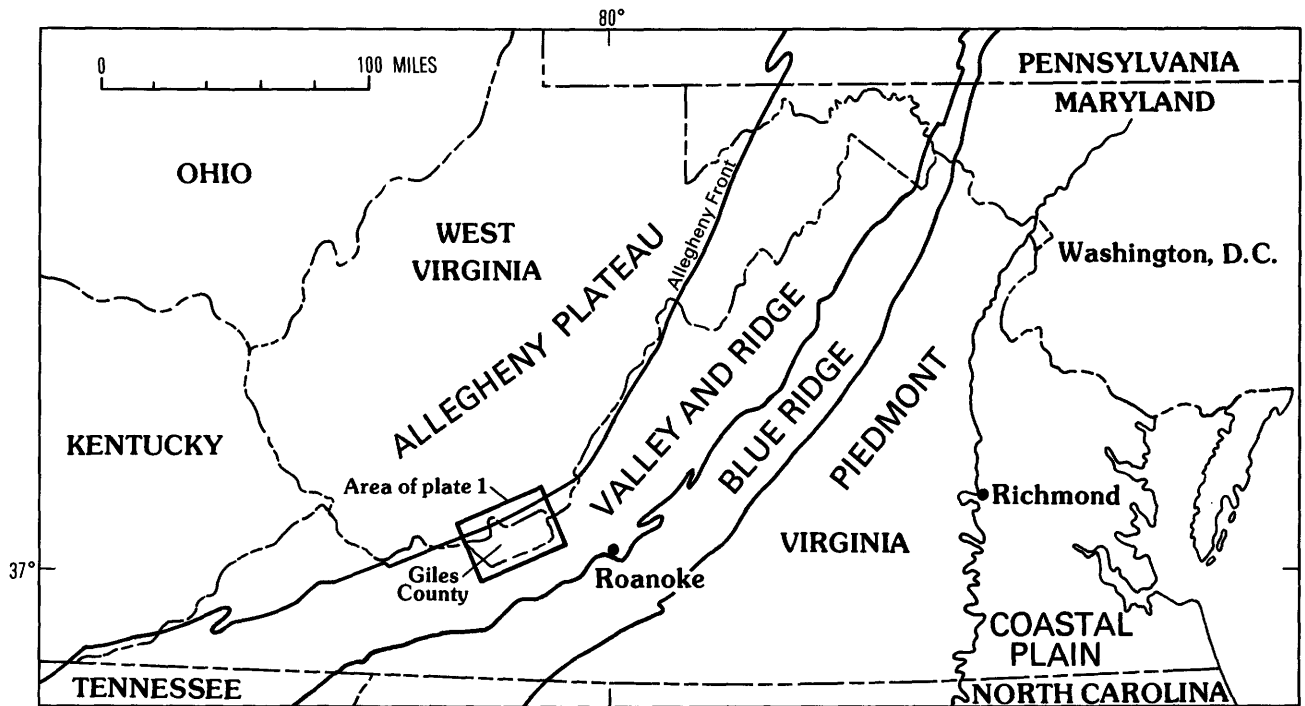 80°
0 100 MILES
PENNSYLVANIA
MARYLAND
OHIO
WEST
VIRGINIA
Allegheny Front
Washington, D.C.
ALLEGHENY PLATEAU
VALLEY AND RIDGE
BLUE RIDGE
PIEDMONT
KENTUCKY
Area of plate 1
Richmond
VIRGINIA
37°
Giles
County
Roanoke
COASTAL
PLAIN
TENNESSEE
NORTH CAROLINA